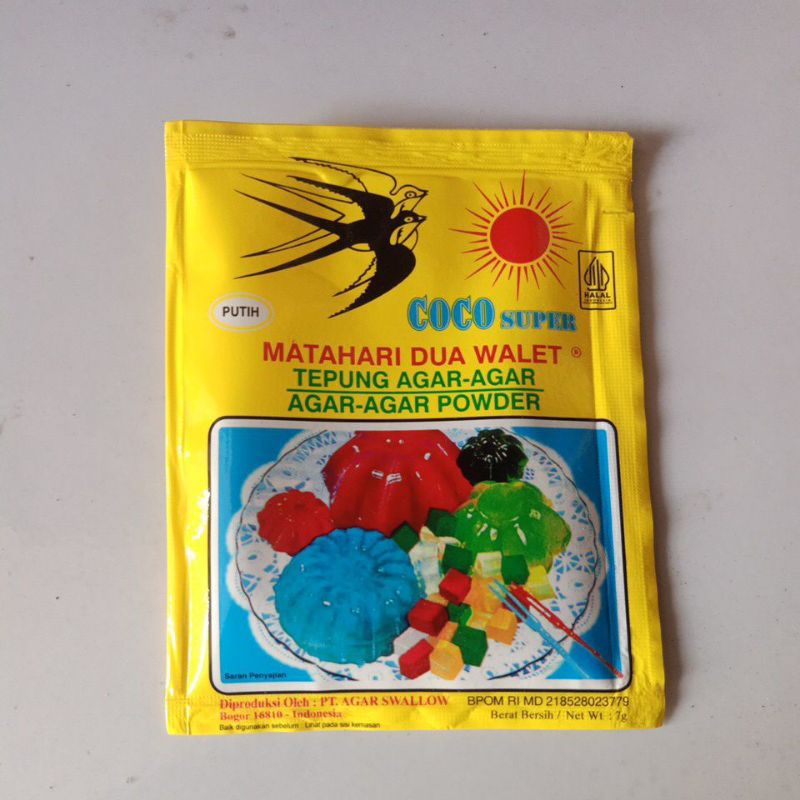 PUTIH
COCO SUPER
HALAL
INDONESIA
MATAHARI DUA WALET ®
TEPUNG AGAR-AGAR
AGAR-AGAR POWDER
Saran Penyajian
Diproduksi Oleh : PT. AGAR SWALLOW
Bogor 16810 - Indonesia
BPOM RI MD 218528023779
Berat Bersih / Net Wt : 7g
Baik digunakan sebelum : Lihat pada sisi kemasan